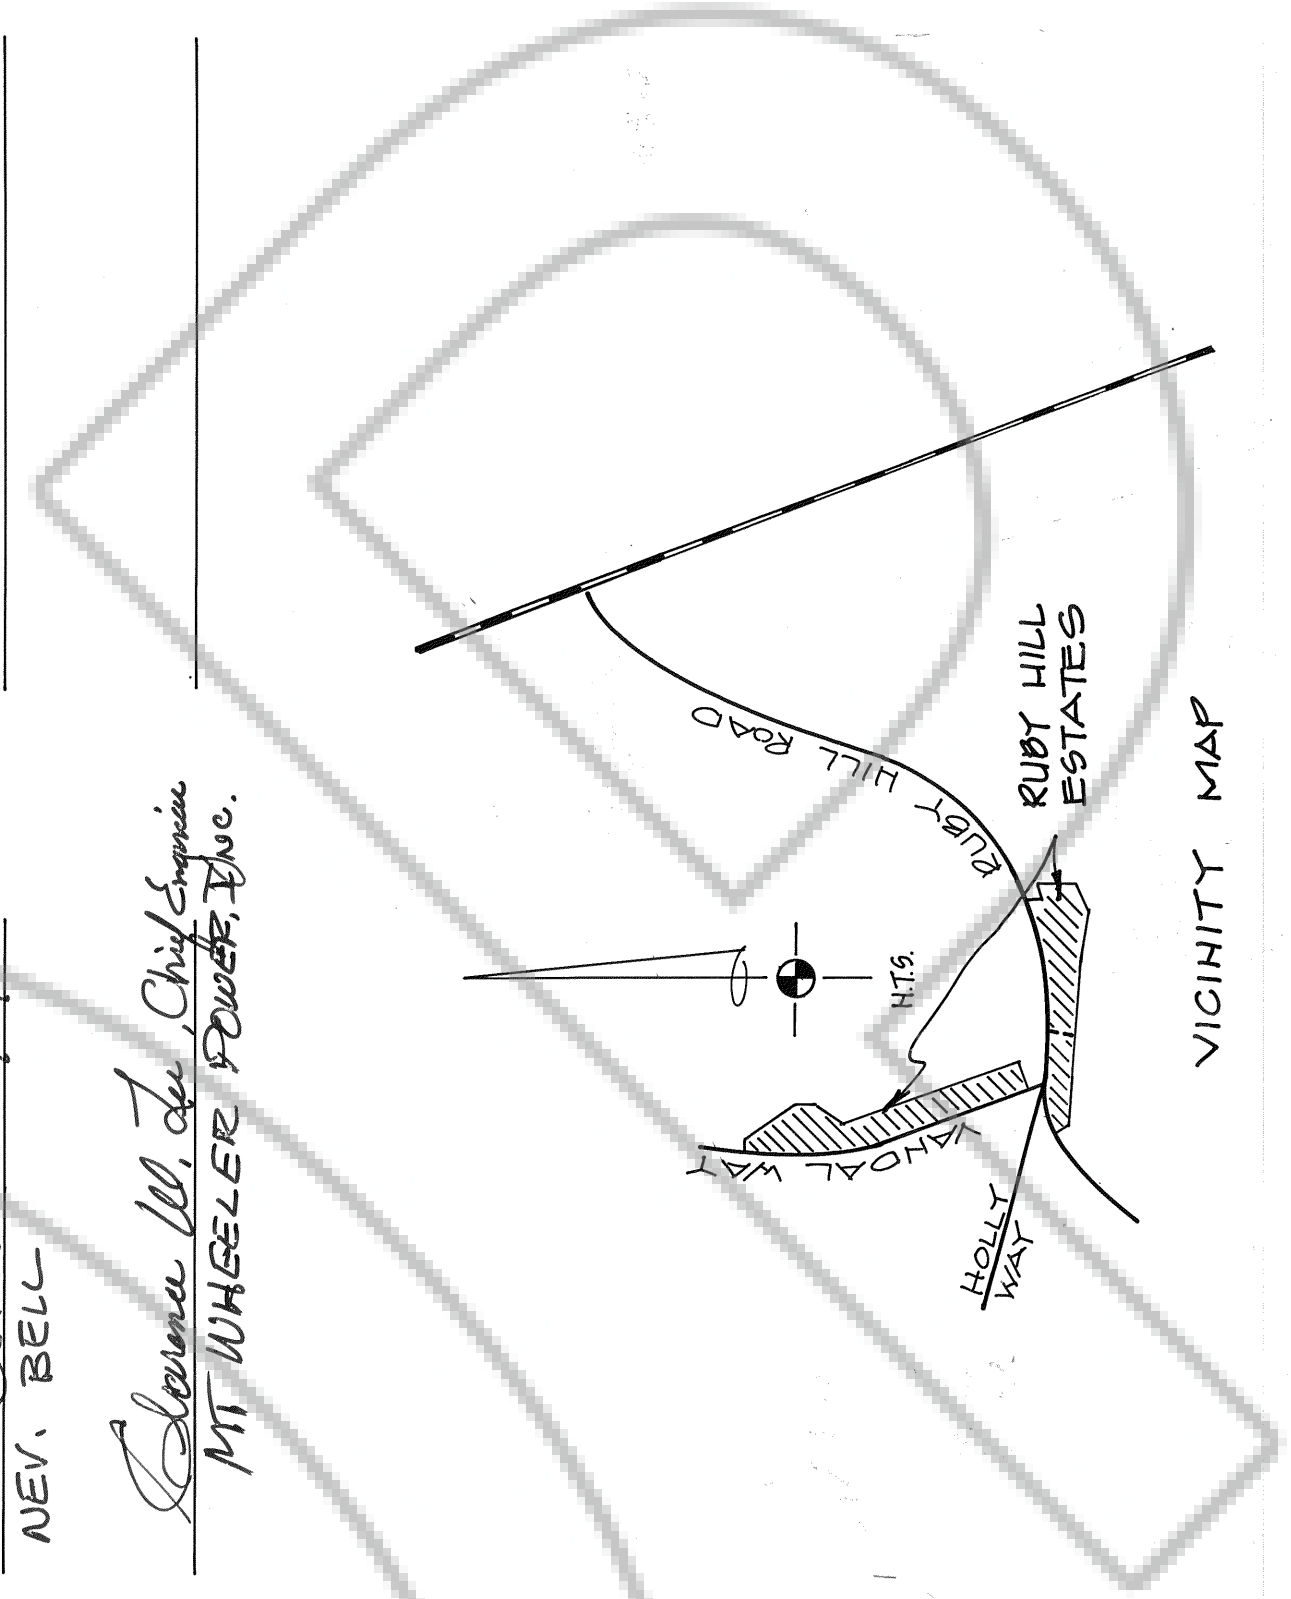 NEV. BELL
Clarence W. Lee, Chief Engineer
MT WHEELER POWER, INC.
VANDAL WAY
HOLLY
WAY
N.T.S.
RUBY HILL ROAD
RUBY HILL
ESTATES
VICINITY MAP